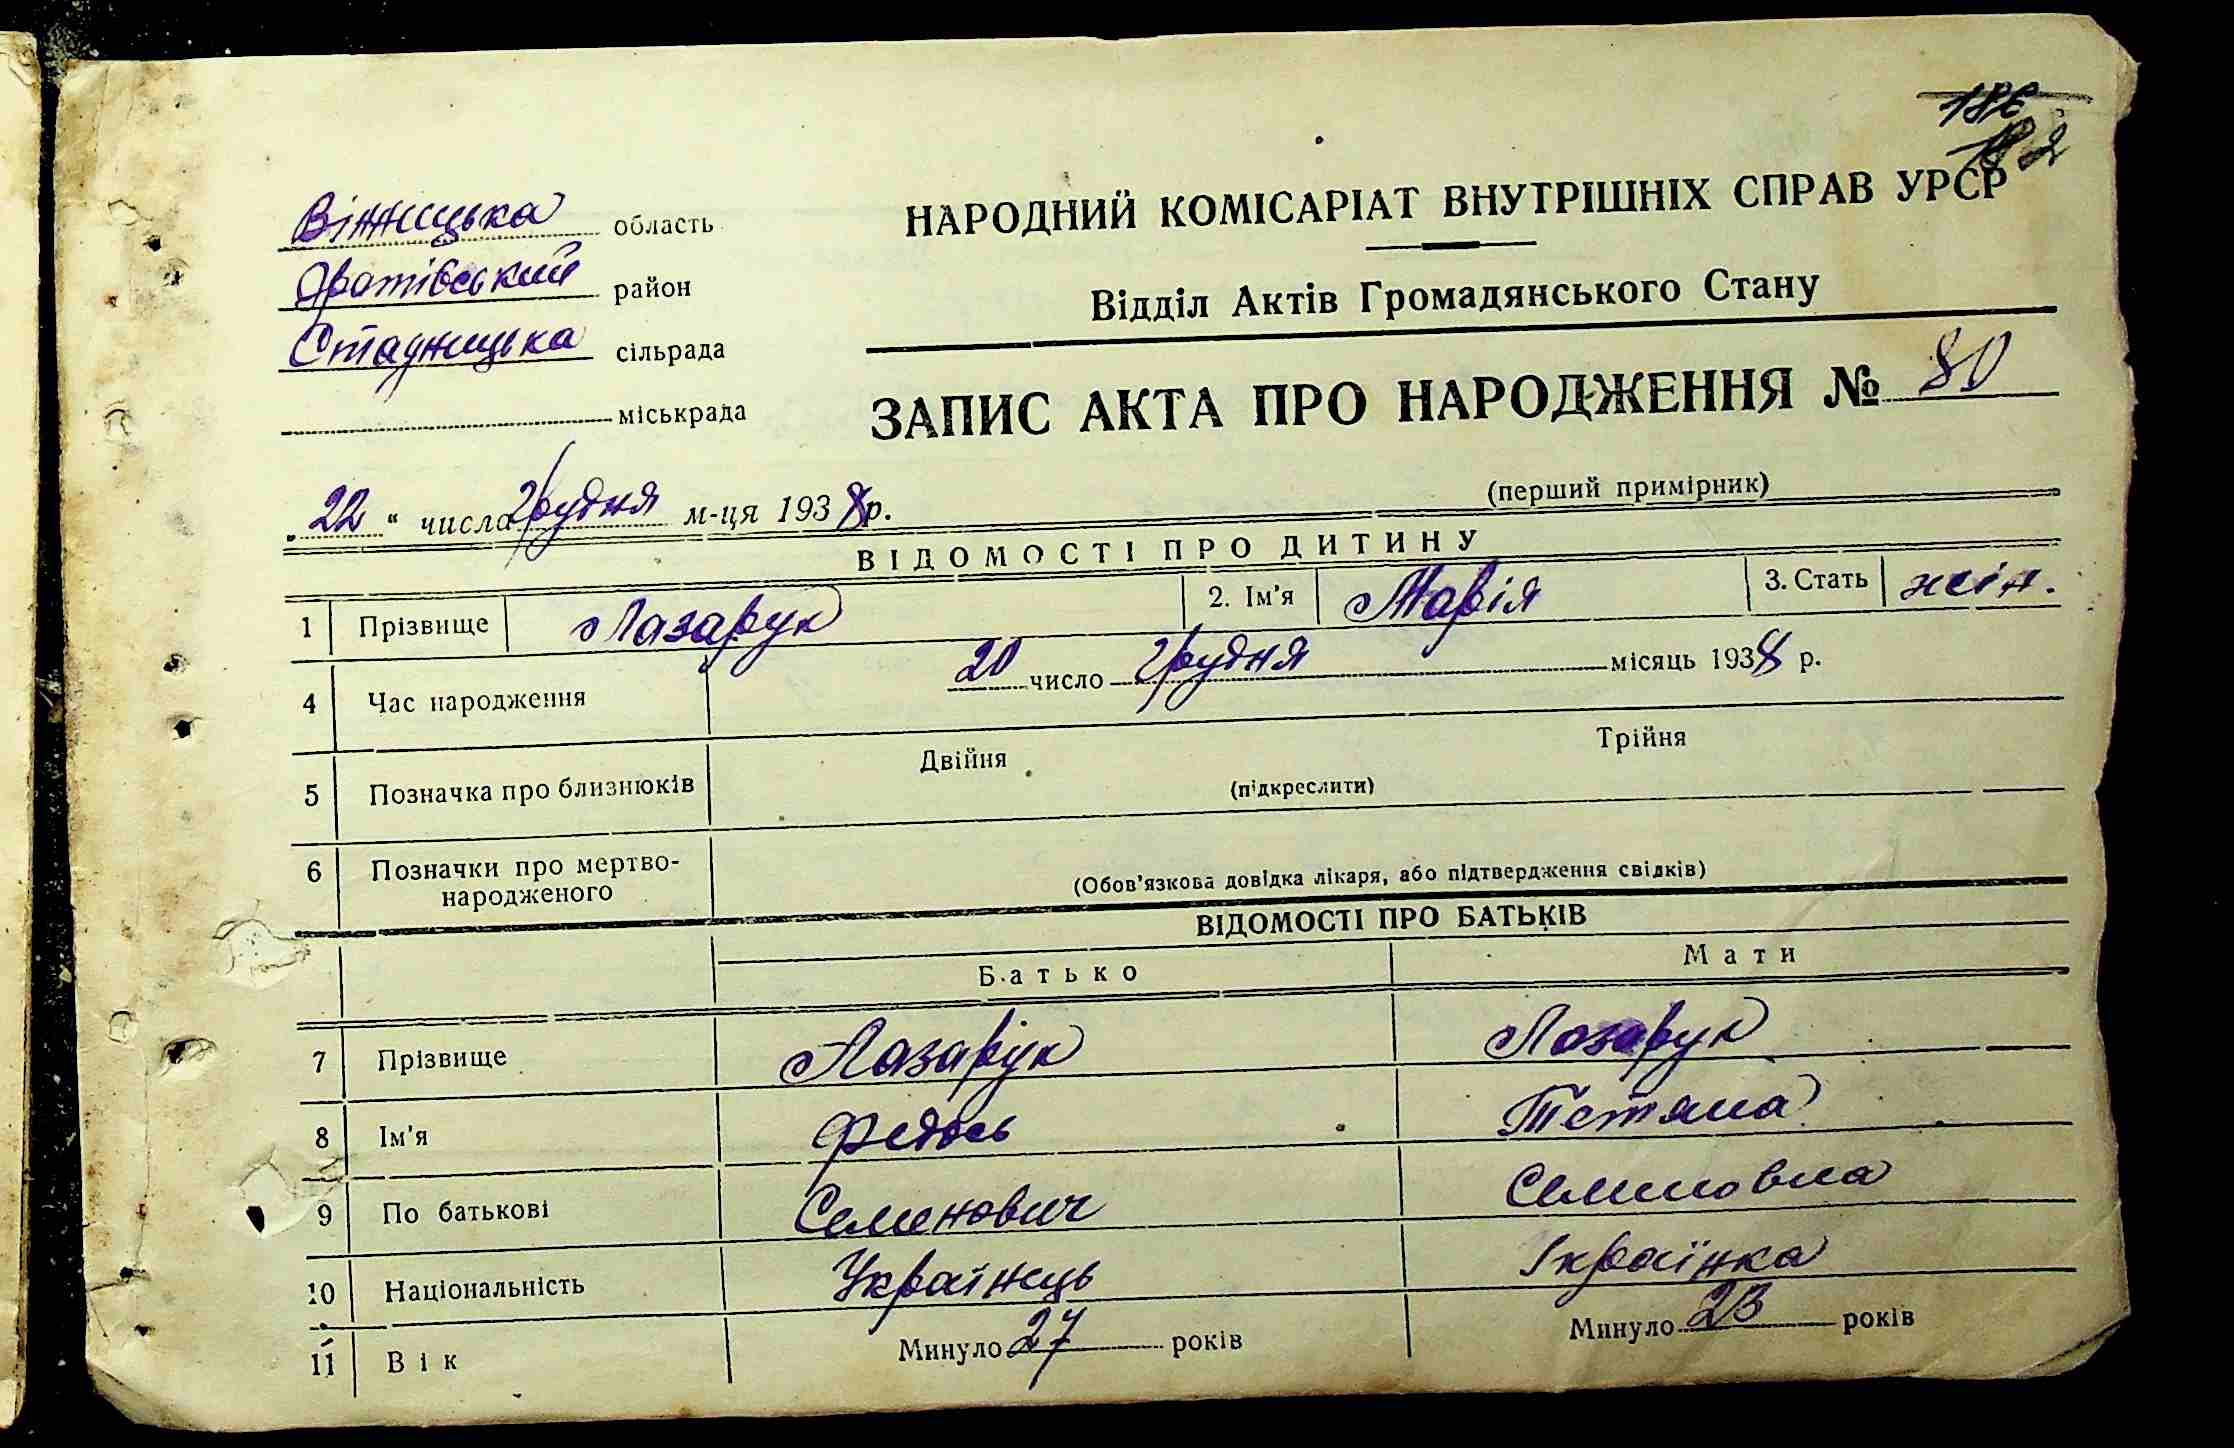 186
182
Вінницька область
Оратівський район
Стадницька сільрада
міськрада
НАРОДНИЙ КОМІСАРІАТ ВНУТРІШНІХ СПРАВ УРСР
Відділ Актів Громадянського Стану
ЗАПИС АКТА ПРО НАРОДЖЕННЯ № 80
(перший примірник)
„22“ числа Грудня м-ця 1938 р.
ВІДОМОСТІ ПРО ДИТИНУ
1 Прізвище Лазарук 2. Ім'я Марія 3. Стать жін.
4 Час народження 20 число Грудня місяць 1938 р.
5 Позначка про близнюків Двійня Трійня
(підкреслити)
6 Позначки про мертво-
народженого
(Обов'язкова довідка лікаря, або підтвердження свідків)
ВІДОМОСТІ ПРО БАТЬКІВ
Батько Мати
7 Прізвище Лазарук Лозарук
8 Ім'я Федось Тетяна
9 По батькові Семенович Семеновна
10 Національність Українець Країнка
11 Вік Минуло 27 років Минуло 23 років